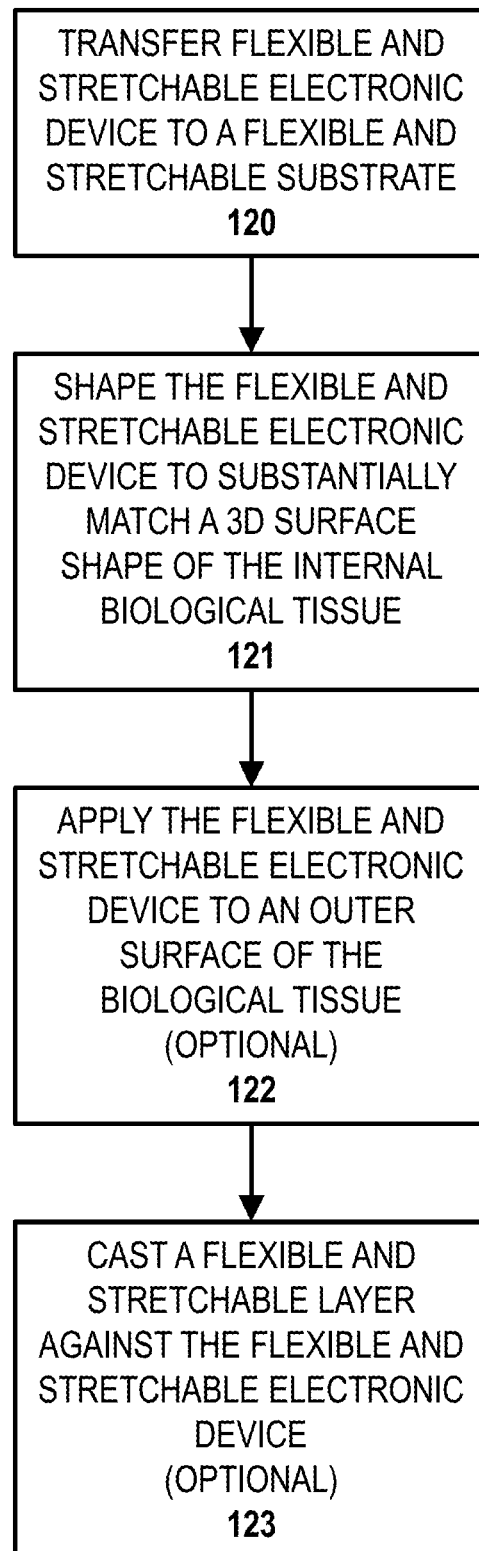 TRANSFER FLEXIBLE AND
STRETCHABLE ELECTRONIC
DEVICE TO A FLEXIBLE AND
STRETCHABLE SUBSTRATE
120
SHAPE THE FLEXIBLE AND
STRETCHABLE ELECTRONIC
DEVICE TO SUBSTANTIALLY
MATCH A 3D SURFACE
SHAPE OF THE INTERNAL
BIOLOGICAL TISSUE
121
APPLY THE FLEXIBLE AND
STRETCHABLE ELECTRONIC
DEVICE TO AN OUTER
SURFACE OF THE
BIOLOGICAL TISSUE
(OPTIONAL)
122
CAST A FLEXIBLE AND
STRETCHABLE LAYER
AGAINST THE FLEXIBLE AND
STRETCHABLE ELECTRONIC
DEVICE
(OPTIONAL)
123